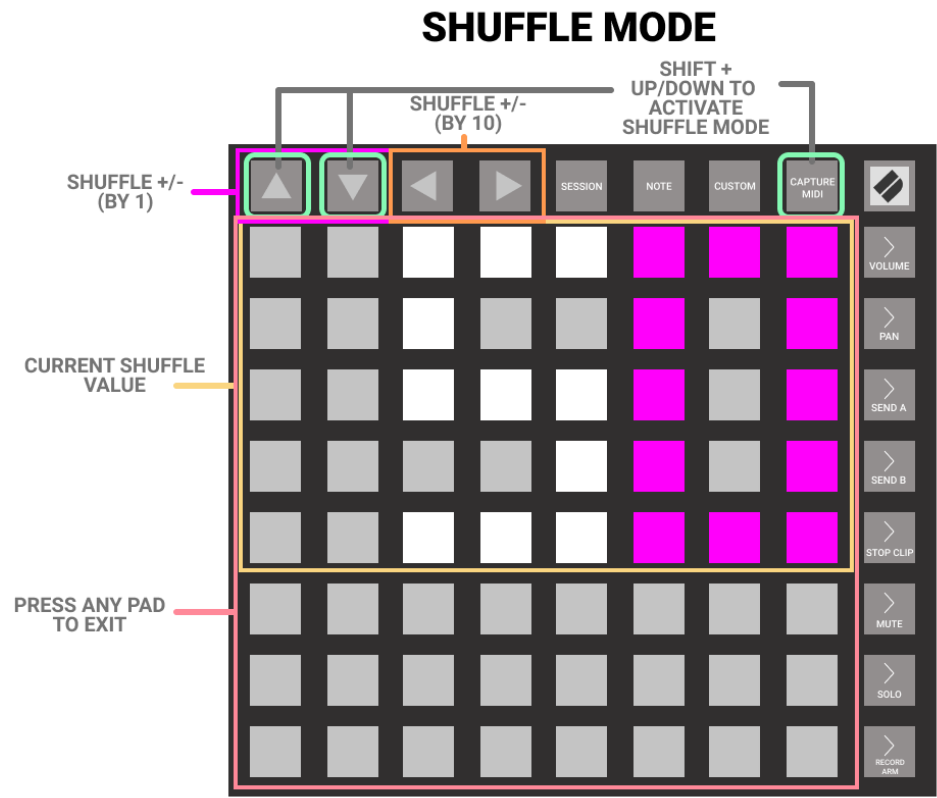 SHUFFLE MODE
SHIFT +
UP/DOWN TO
ACTIVATE
SHUFFLE MODE
SHUFFLE +/-
(BY 10)
SHUFFLE +/-
(BY 1)
SESSION
NOTE
CUSTOM
CAPTURE
MIDI
VOLUME
PAN
CURRENT SHUFFLE
VALUE
SEND A
SEND B
STOP CLIP
PRESS ANY PAD
TO EXIT
MUTE
SOLO
RECORD
ARM
50